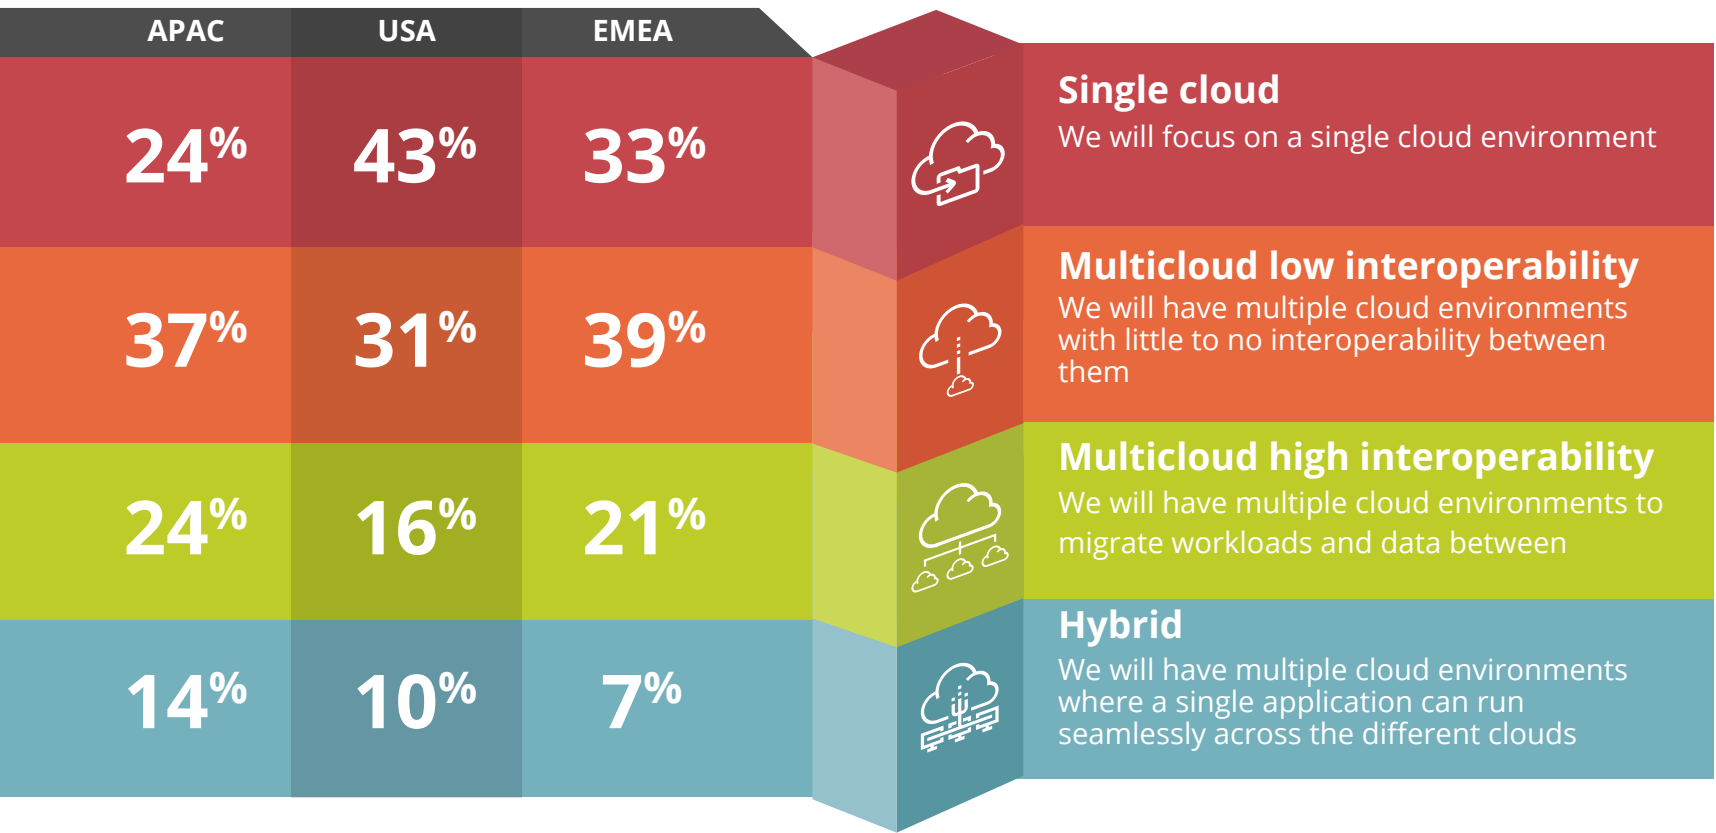 APAC USA EMEA
24% 43% 33%
Single cloud
We will focus on a single cloud environment
37% 31% 39%
Multicloud low interoperability
We will have multiple cloud environments
with little to no interoperability between
them
24% 16% 21%
Multicloud high interoperability
We will have multiple cloud environments to
migrate workloads and data between
14% 10% 7%
Hybrid
We will have multiple cloud environments
where a single application can run
seamlessly across the different clouds